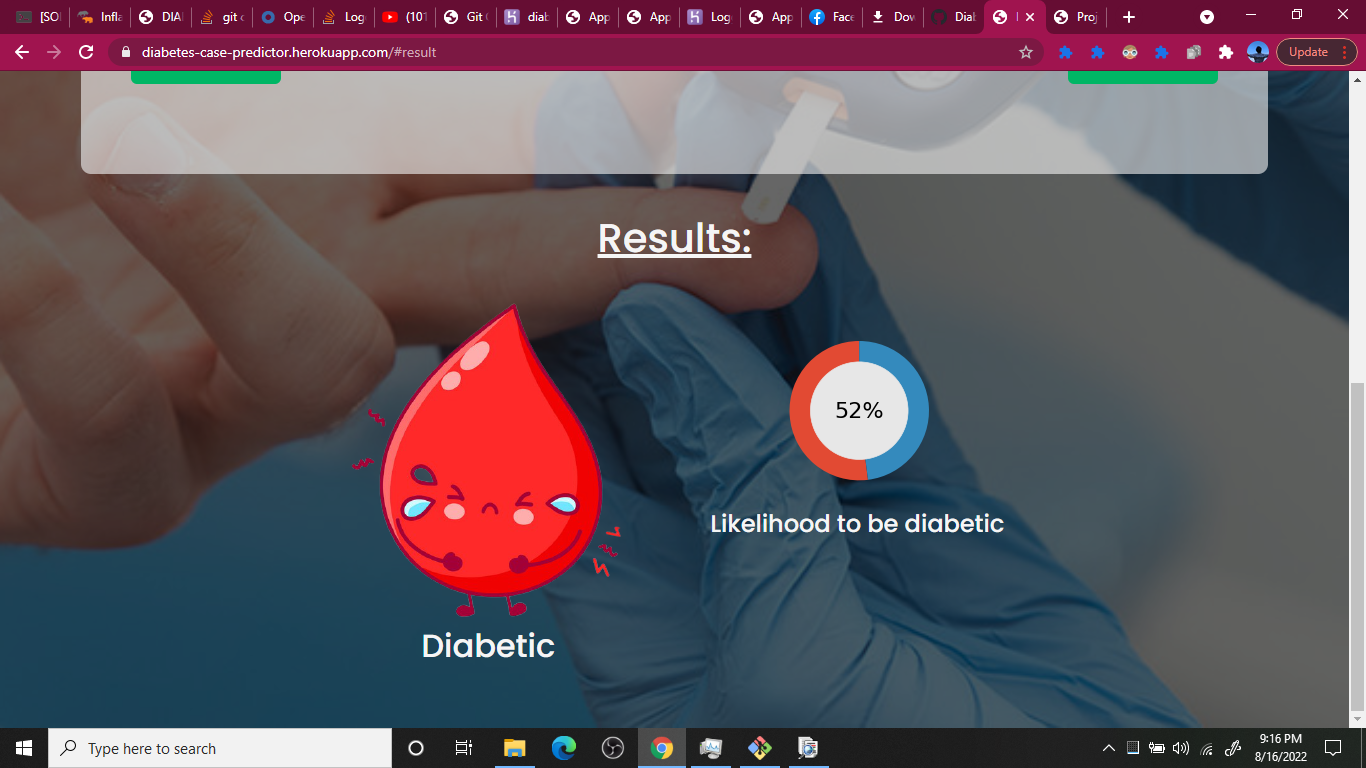 [SO
Infla
DIA
git c
Ope
Log
(101
Git
diab
App
App
Log
App
Face
Dow
Diab
Proj
diabetes-case-predictor.herokuapp.com/#result
Update
Results:
52%
Likelihood to be diabetic
Diabetic
Type here to search
9:16 PM
8/16/2022